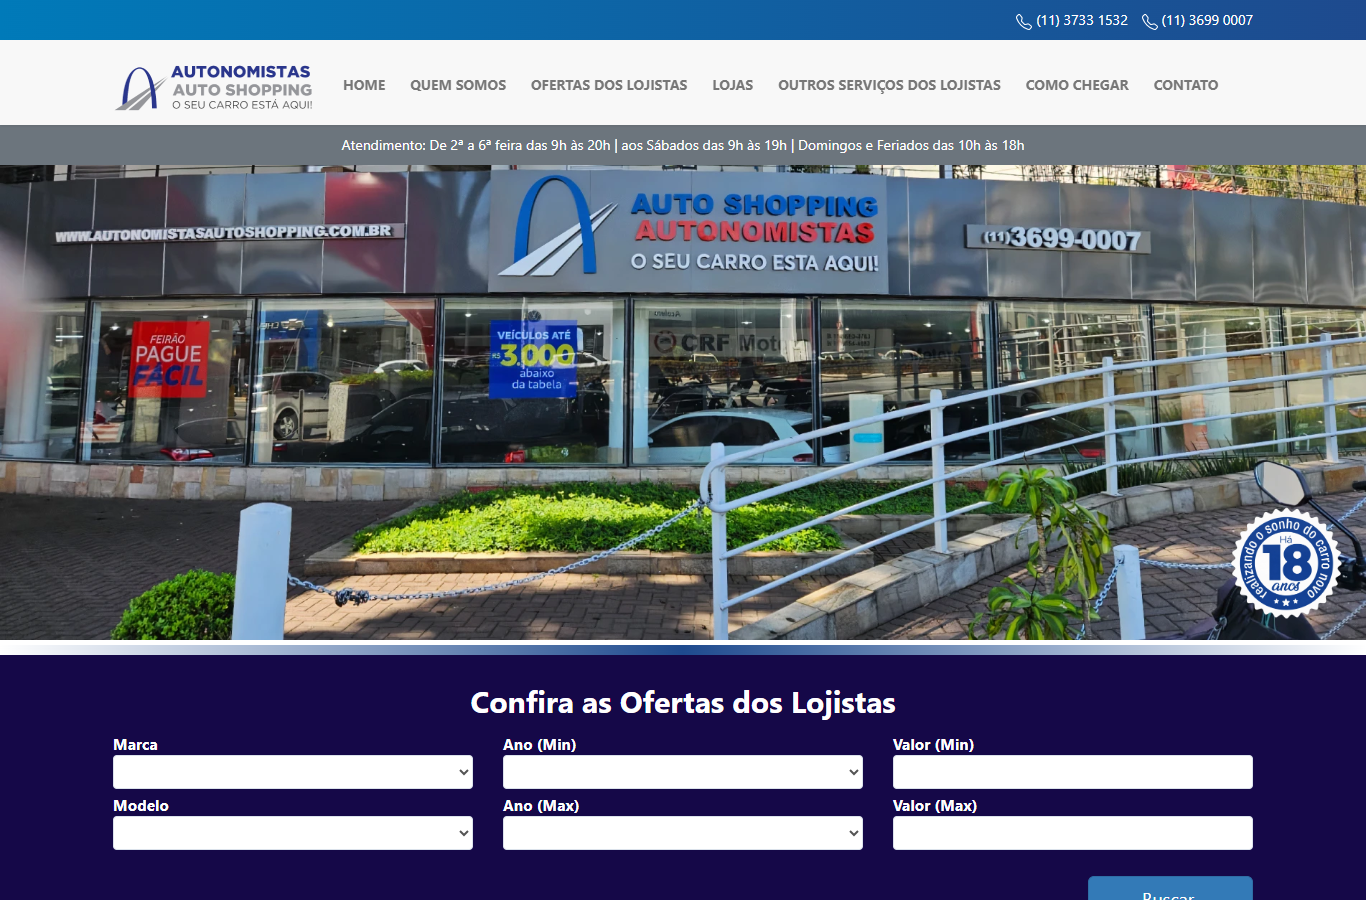 (11) 3733 1532 (11) 3699 0007
AUTONOMISTAS
AUTO SHOPPING
O SEU CARRO ESTÁ AQUI!
HOME QUEM SOMOS OFERTAS DOS LOJISTAS LOJAS OUTROS SERVIÇOS DOS LOJISTAS COMO CHEGAR CONTATO
Atendimento: De 2ª a 6ª feira das 9h às 20h | aos Sábados das 9h às 19h | Domingos e Feriados das 10h às 18h
WWW.AUTONOMISTASAUTOSHOPPING.COM.BR
AUTO SHOPPING
AUTONOMISTAS
O SEU CARRO ESTA AQUI!
(11)3699-0007
FEIRÃO
PAGUE
FÁCIL
VEÍCULOS ATÉ
R$ 3,000
abaixo
da tabela
CRF Moto
realizando o sonho do carro novo
Há
18
anos
Confira as Ofertas dos Lojistas
Marca Ano (Min) Valor (Min)
Modelo Ano (Max) Valor (Max)
Buscar